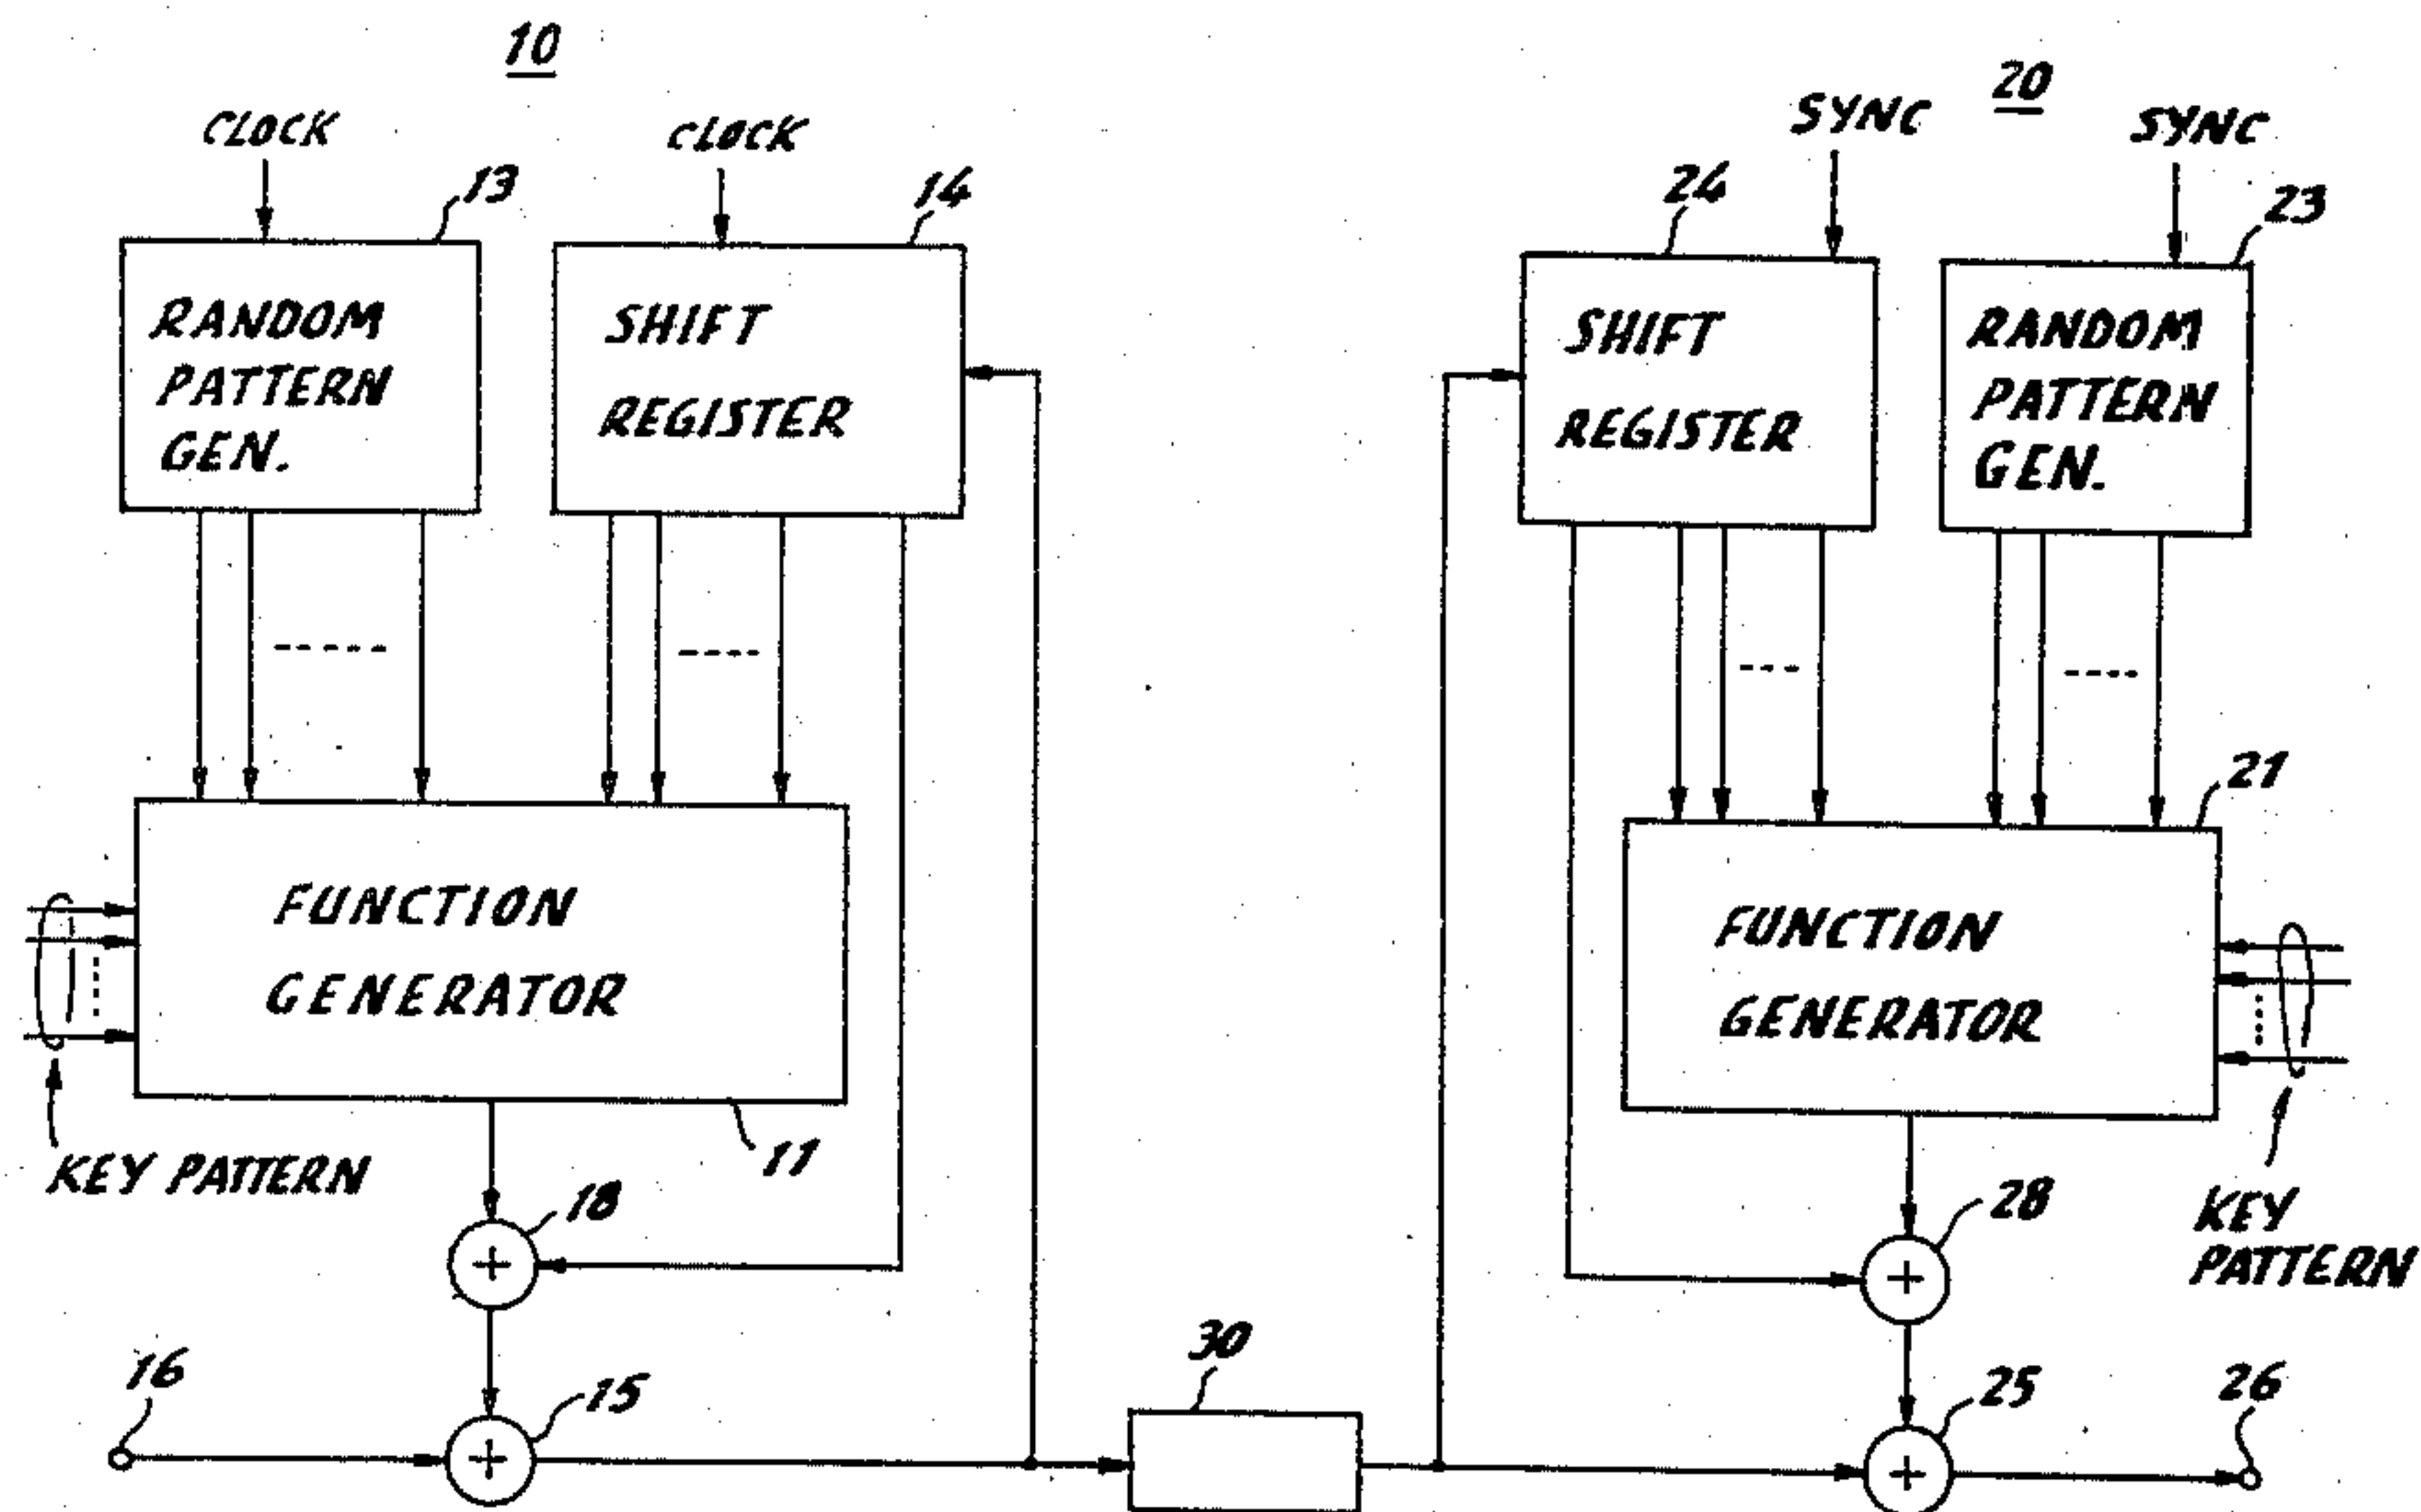 10
20
CLOCK
CLOCK
SYNC
SYNC
13
14
24
23
RANDOM
PATTERN
GEN.
SHIFT
REGISTER
SHIFT
REGISTER
RANDOM
PATTERN
GEN.
21
FUNCTION
GENERATOR
FUNCTION
GENERATOR
11
KEY PATTERN
18
28
KEY
PATTERN
16
15
30
25
26